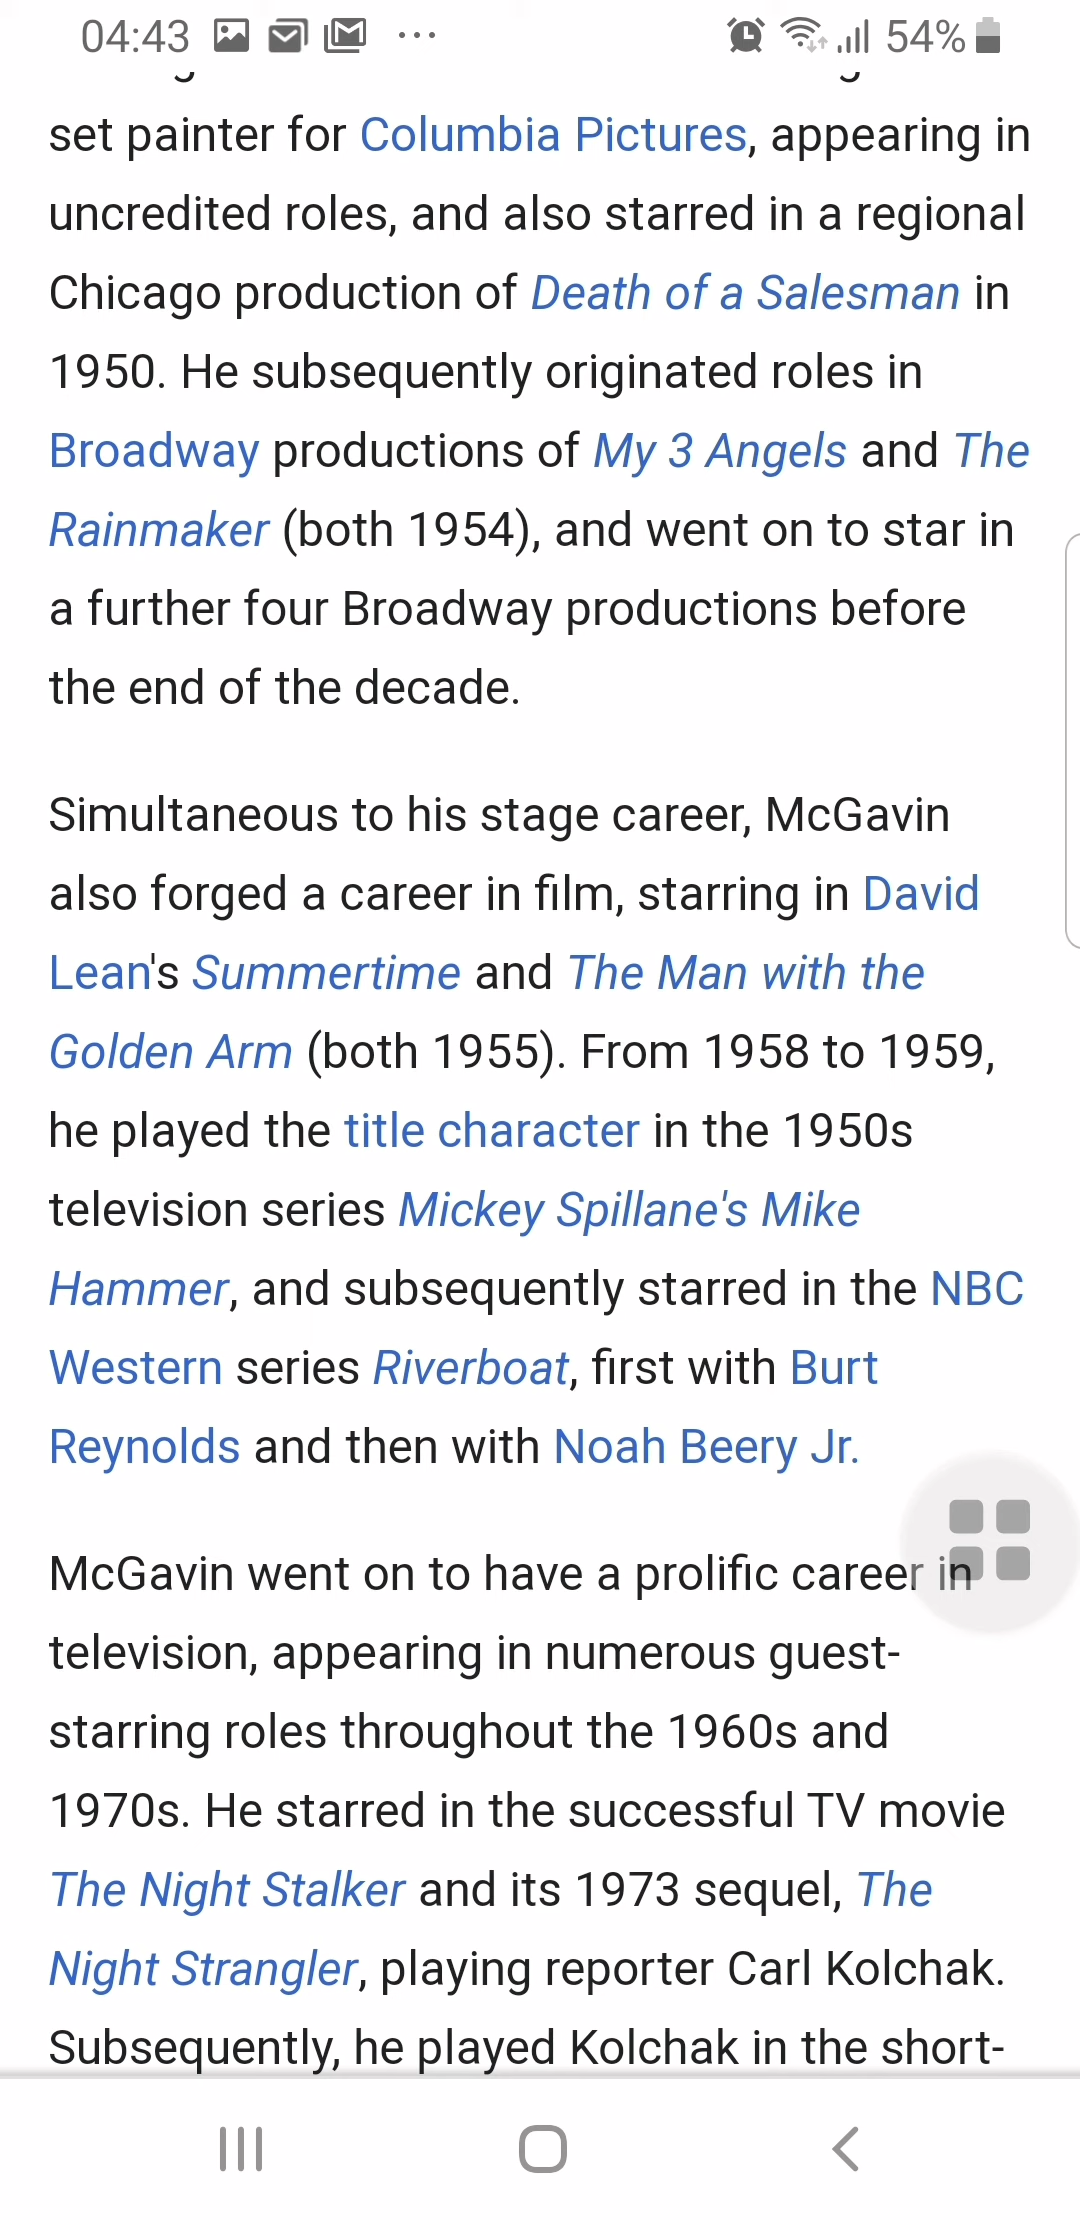 04:43
54%
set painter for Columbia Pictures, appearing in
uncredited roles, and also starred in a regional
Chicago production of Death of a Salesman in
1950. He subsequently originated roles in
Broadway productions of My 3 Angels and The
Rainmaker (both 1954), and went on to star in
a further four Broadway productions before
the end of the decade.
Simultaneous to his stage career, McGavin
also forged a career in film, starring in David
Lean's Summertime and The Man with the
Golden Arm (both 1955). From 1958 to 1959,
he played the title character in the 1950s
television series Mickey Spillane's Mike
Hammer, and subsequently starred in the NBC
Western series Riverboat, first with Burt
Reynolds and then with Noah Beery Jr.
McGavin went on to have a prolific career in
television, appearing in numerous guest-
starring roles throughout the 1960s and
1970s. He starred in the successful TV movie
The Night Stalker and its 1973 sequel, The
Night Strangler, playing reporter Carl Kolchak.
Subsequently, he played Kolchak in the short-